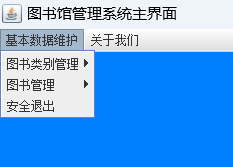 图书馆管理系统主界面
基本数据维护 关于我们
图书类别管理
图书管理
安全退出